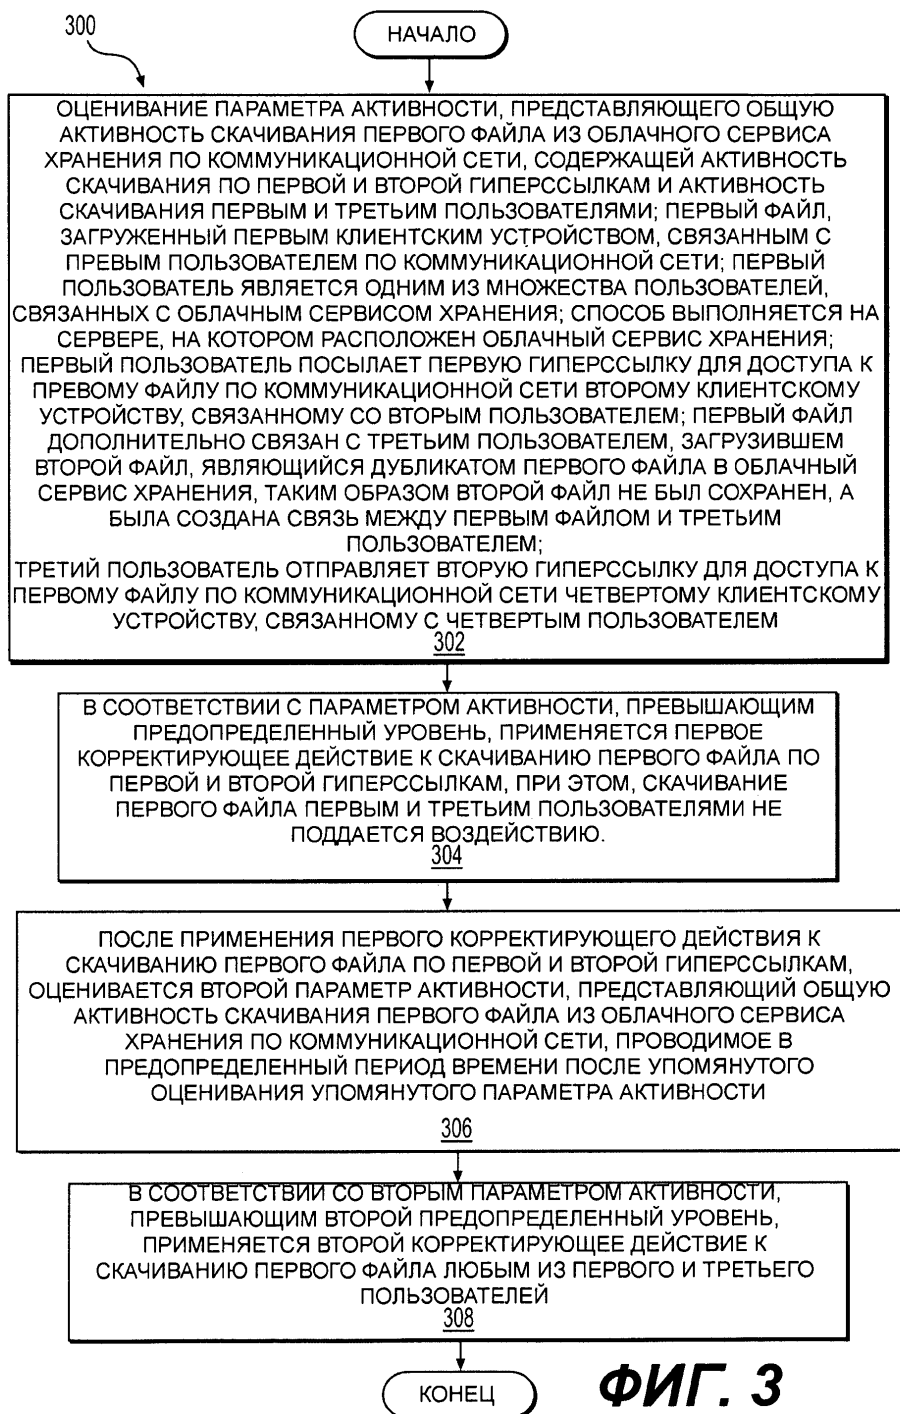 300
НАЧАЛО
ОЦЕНИВАНИЕ ПАРАМЕТРА АКТИВНОСТИ, ПРЕДСТАВЛЯЮЩЕГО ОБЩУЮ
АКТИВНОСТЬ СКАЧИВАНИЯ ПЕРВОГО ФАЙЛА ИЗ ОБЛАЧНОГО СЕРВИСА
ХРАНЕНИЯ ПО КОММУНИКАЦИОННОЙ СЕТИ, СОДЕРЖАЩЕЙ АКТИВНОСТЬ
СКАЧИВАНИЯ ПО ПЕРВОЙ И ВТОРОЙ ГИПЕРССЫЛКАМ И АКТИВНОСТЬ
СКАЧИВАНИЯ ПЕРВЫМ И ТРЕТЬИМ ПОЛЬЗОВАТЕЛЯМИ; ПЕРВЫЙ ФАЙЛ,
ЗАГРУЖЕННЫЙ ПЕРВЫМ КЛИЕНТСКИМ УСТРОЙСТВОМ, СВЯЗАННЫМ С
ПРЕВЫМ ПОЛЬЗОВАТЕЛЕМ ПО КОММУНИКАЦИОННОЙ СЕТИ; ПЕРВЫЙ
ПОЛЬЗОВАТЕЛЬ ЯВЛЯЕТСЯ ОДНИМ ИЗ МНОЖЕСТВА ПОЛЬЗОВАТЕЛЕЙ,
СВЯЗАННЫХ С ОБЛАЧНЫМ СЕРВИСОМ ХРАНЕНИЯ; СПОСОБ ВЫПОЛНЯЕТСЯ НА
СЕРВЕРЕ, НА КОТОРОМ РАСПОЛОЖЕН ОБЛАЧНЫЙ СЕРВИС ХРАНЕНИЯ;
ПЕРВЫЙ ПОЛЬЗОВАТЕЛЬ ПОСЫЛАЕТ ПЕРВУЮ ГИПЕРССЫЛКУ ДЛЯ ДОСТУПА К
ПРЕВОМУ ФАЙЛУ ПО КОММУНИКАЦИОННОЙ СЕТИ ВТОРОМУ КЛИЕНТСКОМУ
УСТРОЙСТВУ, СВЯЗАННОМУ СО ВТОРЫМ ПОЛЬЗОВАТЕЛЕМ; ПЕРВЫЙ ФАЙЛ
ДОПОЛНИТЕЛЬНО СВЯЗАН С ТРЕТЬИМ ПОЛЬЗОВАТЕЛЕМ, ЗАГРУЗИВШЕМ
ВТОРОЙ ФАЙЛ, ЯВЛЯЮЩИЙСЯ ДУБЛИКАТОМ ПЕРВОГО ФАЙЛА В ОБЛАЧНЫЙ
СЕРВИС ХРАНЕНИЯ, ТАКИМ ОБРАЗОМ ВТОРОЙ ФАЙЛ НЕ БЫЛ СОХРАНЕН, А
БЫЛА СОЗДАНА СВЯЗЬ МЕЖДУ ПЕРВЫМ ФАЙЛОМ И ТРЕТЬИМ
ПОЛЬЗОВАТЕЛЕМ;
ТРЕТИЙ ПОЛЬЗОВАТЕЛЬ ОТПРАВЛЯЕТ ВТОРУЮ ГИПЕРССЫЛКУ ДЛЯ ДОСТУПА К
ПЕРВОМУ ФАЙЛУ ПО КОММУНИКАЦИОННОЙ СЕТИ ЧЕТВЕРТОМУ КЛИЕНТСКОМУ
УСТРОЙСТВУ, СВЯЗАННОМУ С ЧЕТВЕРТЫМ ПОЛЬЗОВАТЕЛЕМ
302
В СООТВЕТСТВИИ С ПАРАМЕТРОМ АКТИВНОСТИ, ПРЕВЫШАЮЩИМ
ПРЕДОПРЕДЕЛЕННЫЙ УРОВЕНЬ, ПРИМЕНЯЕТСЯ ПЕРВОЕ
КОРРЕКТИРУЮЩЕЕ ДЕЙСТВИЕ К СКАЧИВАНИЮ ПЕРВОГО ФАЙЛА ПО
ПЕРВОЙ И ВТОРОЙ ГИПЕРССЫЛКАМ, ПРИ ЭТОМ, СКАЧИВАНИЕ
ПЕРВОГО ФАЙЛА ПЕРВЫМ И ТРЕТЬИМ ПОЛЬЗОВАТЕЛЯМИ НЕ
ПОДДАЕТСЯ ВОЗДЕЙСТВИЮ.
304
ПОСЛЕ ПРИМЕНЕНИЯ ПЕРВОГО КОРРЕКТИРУЮЩЕГО ДЕЙСТВИЯ К
СКАЧИВАНИЮ ПЕРВОГО ФАЙЛА ПО ПЕРВОЙ И ВТОРОЙ ГИПЕРССЫЛКАМ,
ОЦЕНИВАЕТСЯ ВТОРОЙ ПАРАМЕТР АКТИВНОСТИ, ПРЕДСТАВЛЯЮЩИЙ ОБЩУЮ
АКТИВНОСТЬ СКАЧИВАНИЯ ПЕРВОГО ФАЙЛА ИЗ ОБЛАЧНОГО СЕРВИСА
ХРАНЕНИЯ ПО КОММУНИКАЦИОННОЙ СЕТИ, ПРОВОДИМОЕ В
ПРЕДОПРЕДЕЛЕННЫЙ ПЕРИОД ВРЕМЕНИ ПОСЛЕ УПОМЯНУТОГО
ОЦЕНИВАНИЯ УПОМЯНУТОГО ПАРАМЕТРА АКТИВНОСТИ
306
В СООТВЕТСТВИИ СО ВТОРЫМ ПАРАМЕТРОМ АКТИВНОСТИ,
ПРЕВЫШАЮЩИМ ВТОРОЙ ПРЕДОПРЕДЕЛЕННЫЙ УРОВЕНЬ,
ПРИМЕНЯЕТСЯ ВТОРОЙ КОРРЕКТИРУЮЩЕЕ ДЕЙСТВИЕ К
СКАЧИВАНИЮ ПЕРВОГО ФАЙЛА ЛЮБЫМ ИЗ ПЕРВОГО И ТРЕТЬЕГО
ПОЛЬЗОВАТЕЛЕЙ
308
КОНЕЦ
ФИГ. 3